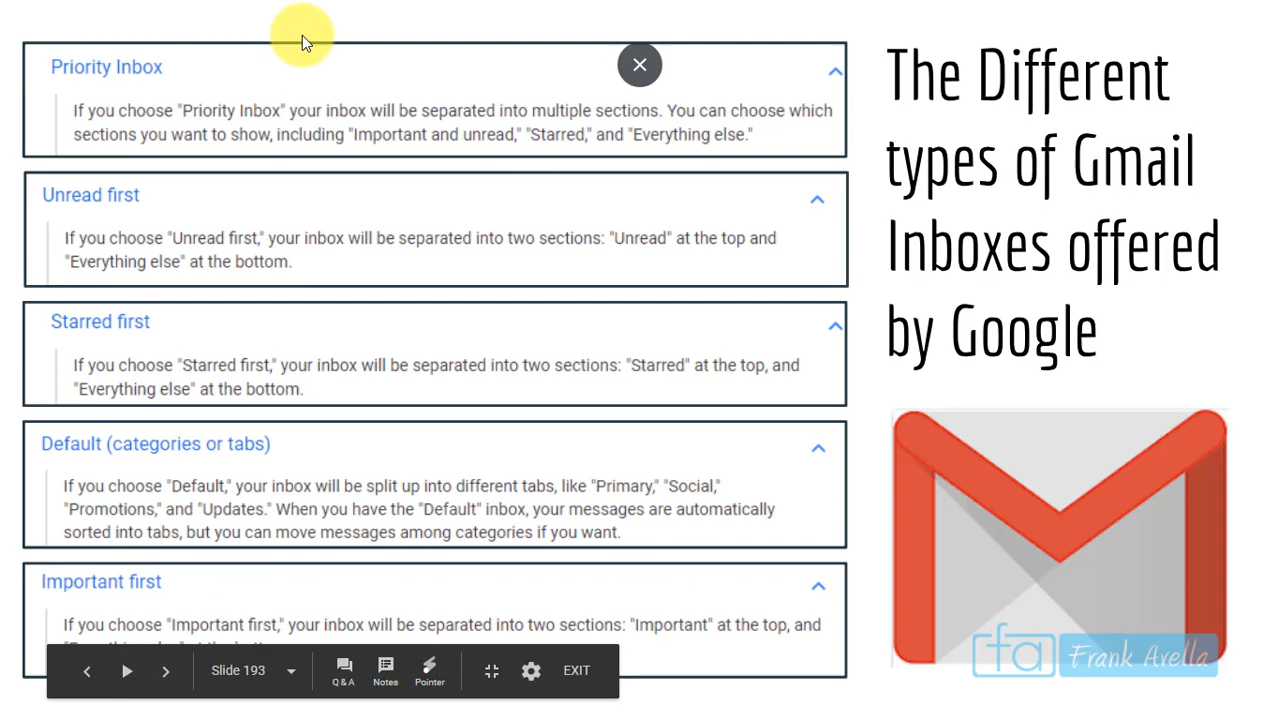 Priority Inbox
If you choose "Priority Inbox" your inbox will be separated into multiple sections. You can choose which
sections you want to show, including "Important and unread," "Starred," and "Everything else."
Unread first
If you choose "Unread first," your inbox will be separated into two sections: "Unread" at the top and
"Everything else" at the bottom.
Starred first
If you choose "Starred first," your inbox will be separated into two sections: "Starred" at the top, and
"Everything else" at the bottom.
Default (categories or tabs)
If you choose "Default," your inbox will be split up into different tabs, like "Primary," "Social,"
"Promotions," and "Updates." When you have the "Default" inbox, your messages are automatically
sorted into tabs, but you can move messages among categories if you want.
Important first
If you choose "Important first," your inbox will be separated into two sections: "Important" at the top, and
The Different
types of Gmail
Inboxes offered
by Google
fa Frank Arella
Slide 193
Q & A
Notes
Pointer
EXIT